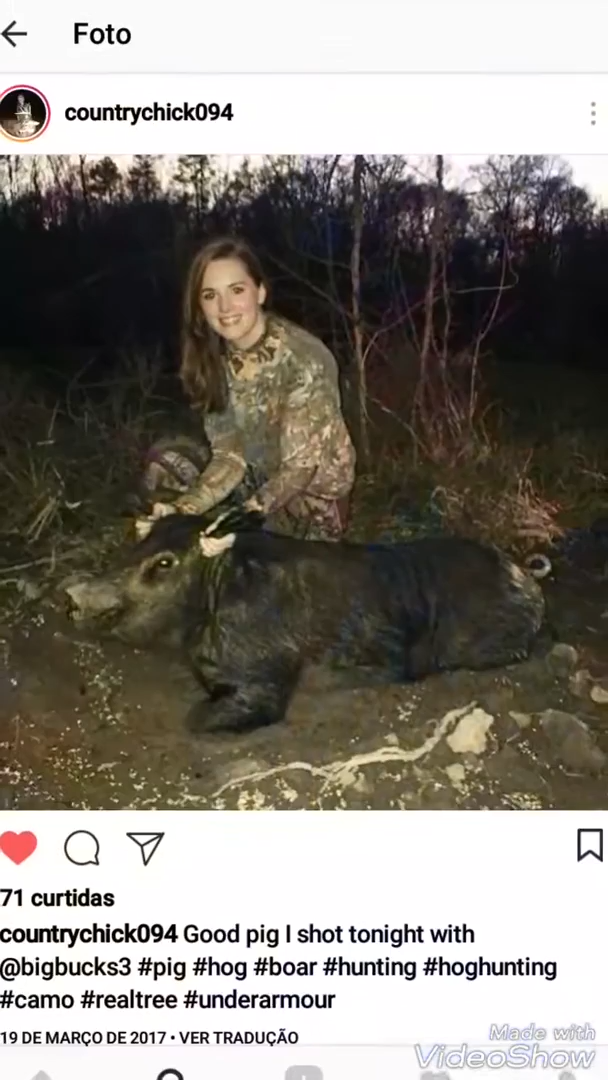 Foto
countrychick094
71 curtidas
countrychick094 Good pig I shot tonight with
@bigbucks3 #pig #hog #boar #hunting #hoghunting
#camo #realtree #underarmour
19 DE MARÇO DE 2017 • VER TRADUÇÃO
Made with
VideoShow